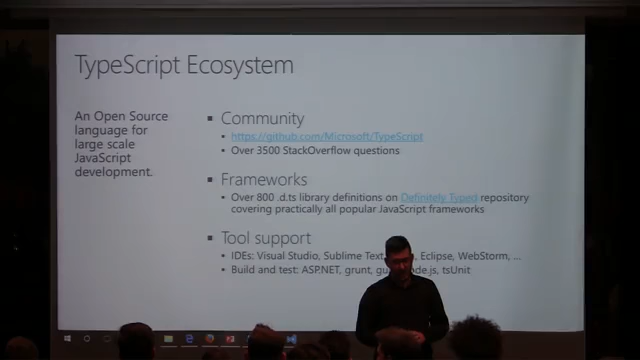 TypeScript Ecosystem
An Open Source
language for
large scale
JavaScript
development.
Community
https://github.com/Microsoft/TypeScript
Over 3500 StackOverflow questions
Frameworks
Over 800 .d.ts library definitions on Definitely Typed repository
covering practically all popular JavaScript frameworks
Tool support
IDEs: Visual Studio, Sublime Text, Eclipse, WebStorm, ...
Build and test: ASP.NET, grunt, tsUnit